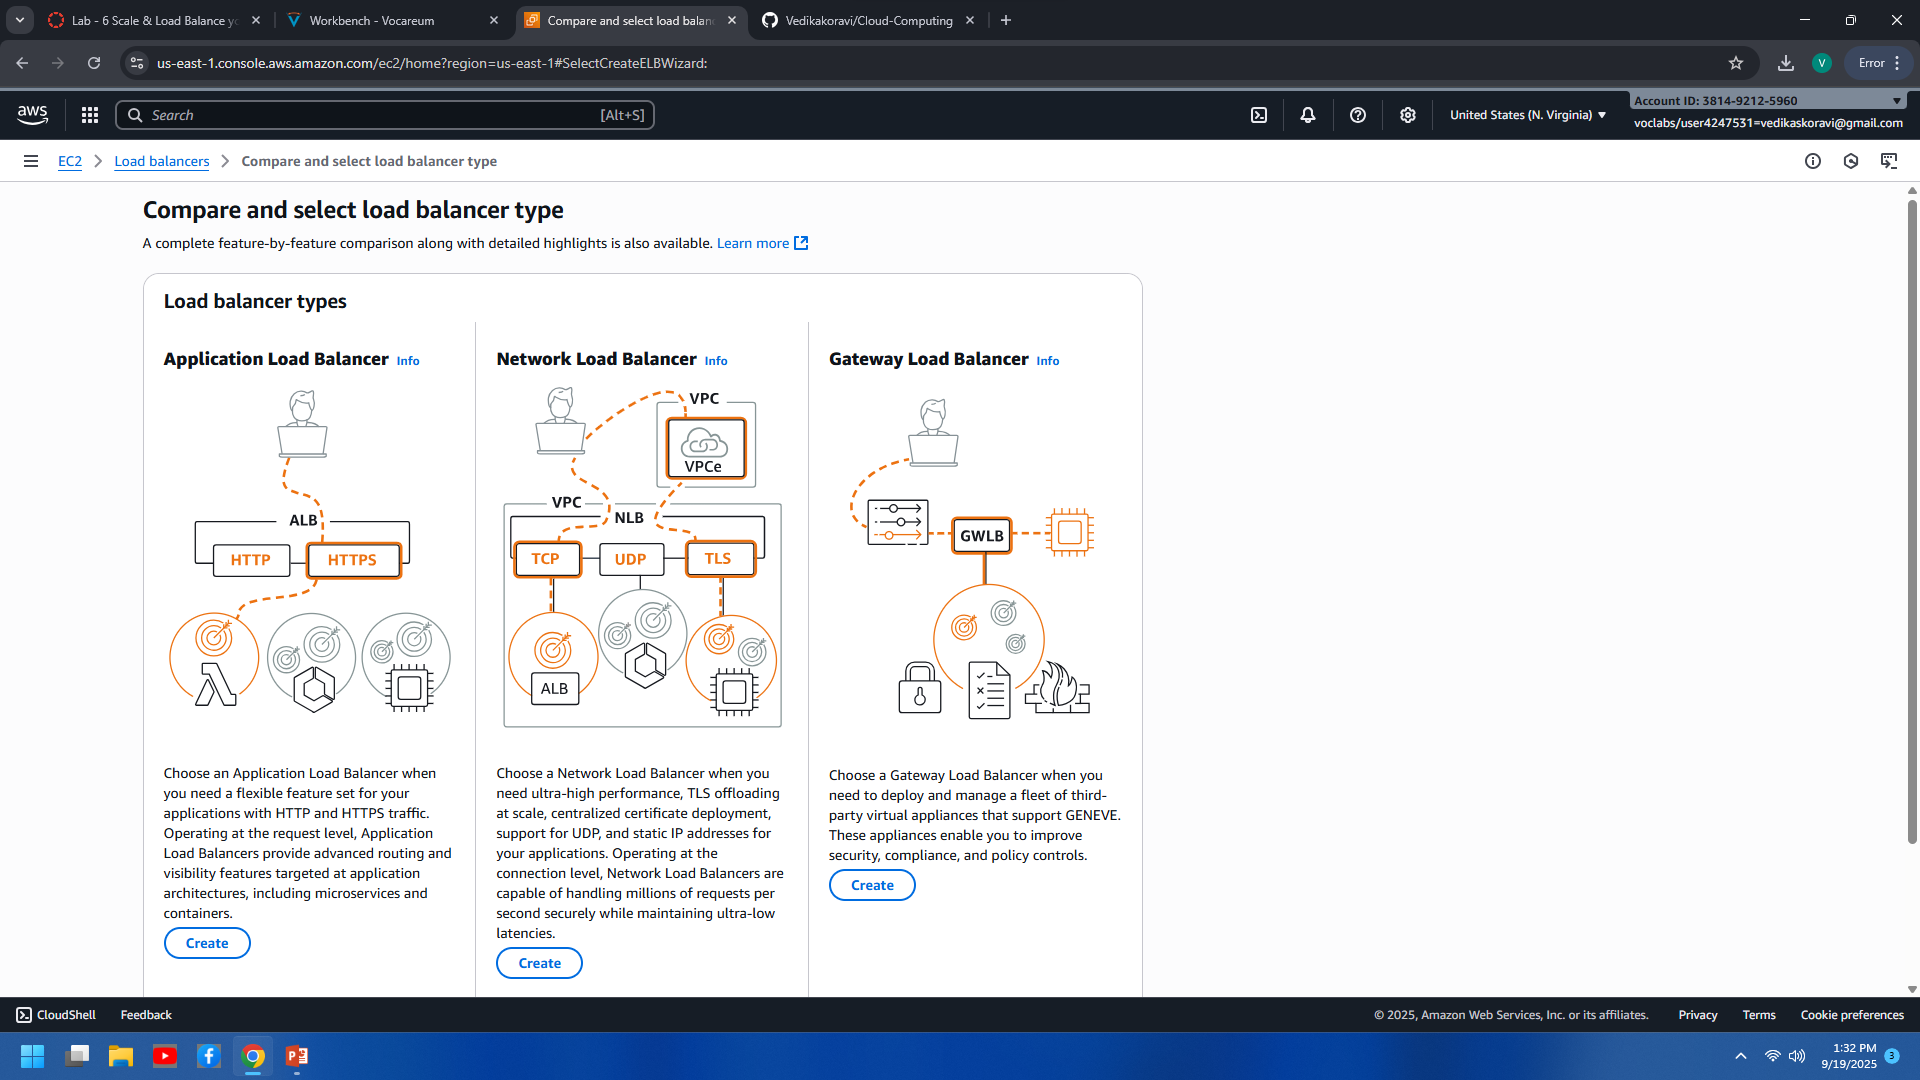 Lab - 6 Scale & Load Balance yo
Workbench - Vocareum
Compare and select load balanc
Vedikakoravi/Cloud-Computing
us-east-1.console.aws.amazon.com/ec2/home?region=us-east-1#SelectCreateELBWizard:
V
Error
aws
Search
[Alt+S]
United States (N. Virginia)
Account ID: 3814-9212-5960
voclabs/user4247531=vedikaskoravi@gmail.com
EC2
Load balancers
Compare and select load balancer type
Compare and select load balancer type
A complete feature-by-feature comparison along with detailed highlights is also available. Learn more
Load balancer types
Application Load Balancer Info
ALB
HTTP
HTTPS
Choose an Application Load Balancer when
you need a flexible feature set for your
applications with HTTP and HTTPS traffic.
Operating at the request level, Application
Load Balancers provide advanced routing and
visibility features targeted at application
architectures, including microservices and
containers.
Create
Network Load Balancer Info
VPC
VPCe
VPC
NLB
TCP
UDP
TLS
ALB
Choose a Network Load Balancer when you
need ultra-high performance, TLS offloading
at scale, centralized certificate deployment,
support for UDP, and static IP addresses for
your applications. Operating at the
connection level, Network Load Balancers are
capable of handling millions of requests per
second securely while maintaining ultra-low
latencies.
Create
Gateway Load Balancer Info
GWLB
Choose a Gateway Load Balancer when you
need to deploy and manage a fleet of third-
party virtual appliances that support GENEVE.
These appliances enable you to improve
security, compliance, and policy controls.
Create
CloudShell
Feedback
© 2025, Amazon Web Services, Inc. or its affiliates.
Privacy
Terms
Cookie preferences
1:32 PM
9/19/2025
3